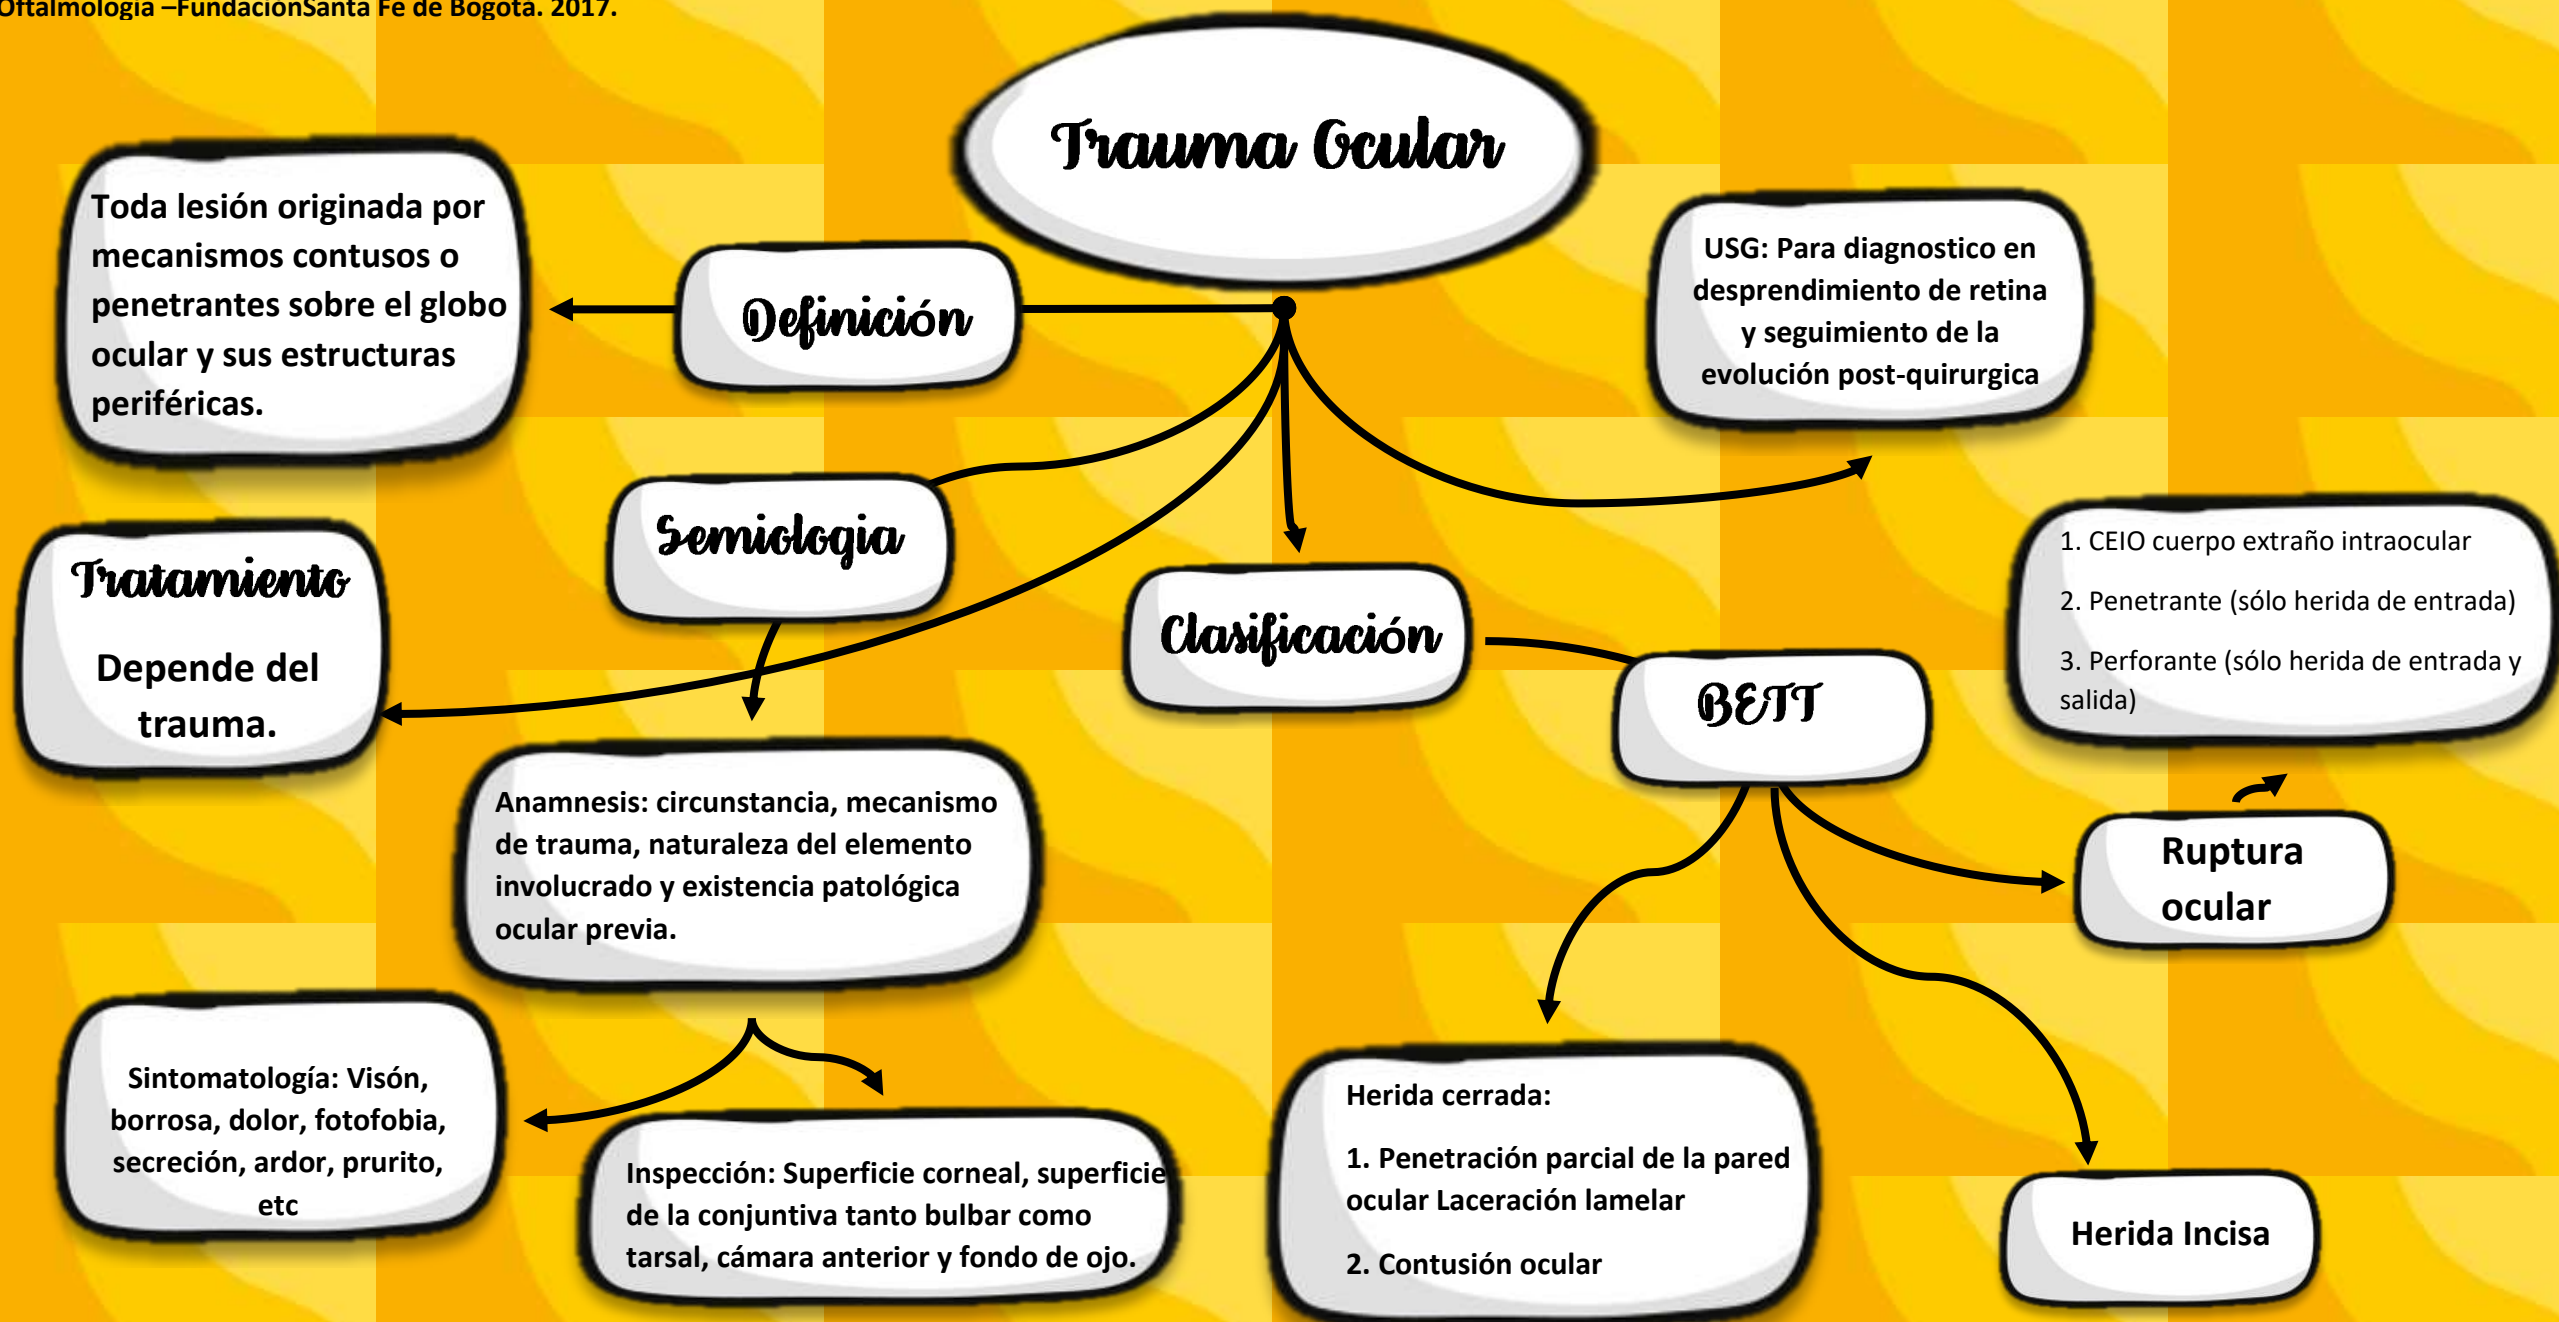 Oftalmología –FundaciónSanta Fe de Bogotá. 2017.
Trauma Ocular
Definición
Toda lesión originada por
mecanismos contusos o
penetrantes sobre el globo
ocular y sus estructuras
periféricas.
USG: Para diagnostico en
desprendimiento de retina
y seguimiento de la
evolución post-quirurgica
Semiologia
Tratamiento
Depende del
trauma.
Clasificación
BETT
1. CEIO cuerpo extraño intraocular
2. Penetrante (sólo herida de entrada)
3. Perforante (sólo herida de entrada y
salida)
Anamnesis: circunstancia, mecanismo
de trauma, naturaleza del elemento
involucrado y existencia patológica
ocular previa.
Ruptura
ocular
Sintomatología: Visón,
borrosa, dolor, fotofobia,
secreción, ardor, prurito,
etc
Inspección: Superficie corneal, superficie
de la conjuntiva tanto bulbar como
tarsal, cámara anterior y fondo de ojo.
Herida cerrada:
1. Penetración parcial de la pared
ocular Laceración lamelar
2. Contusión ocular
Herida Incisa